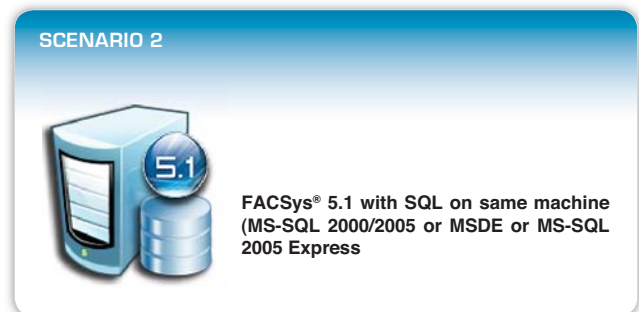 SCENARIO 2
5.1
FACSys® 5.1 with SQL on same machine
(MS-SQL 2000/2005 or MSDE or MS-SQL
2005 Express